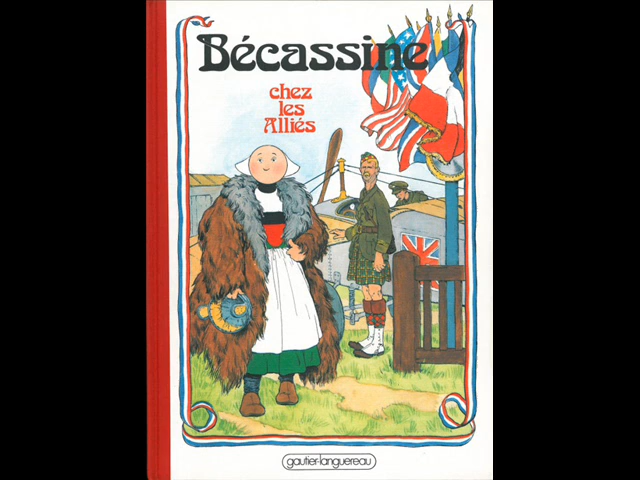 Bécassine
chez
les
Alliés
gautier-languereau